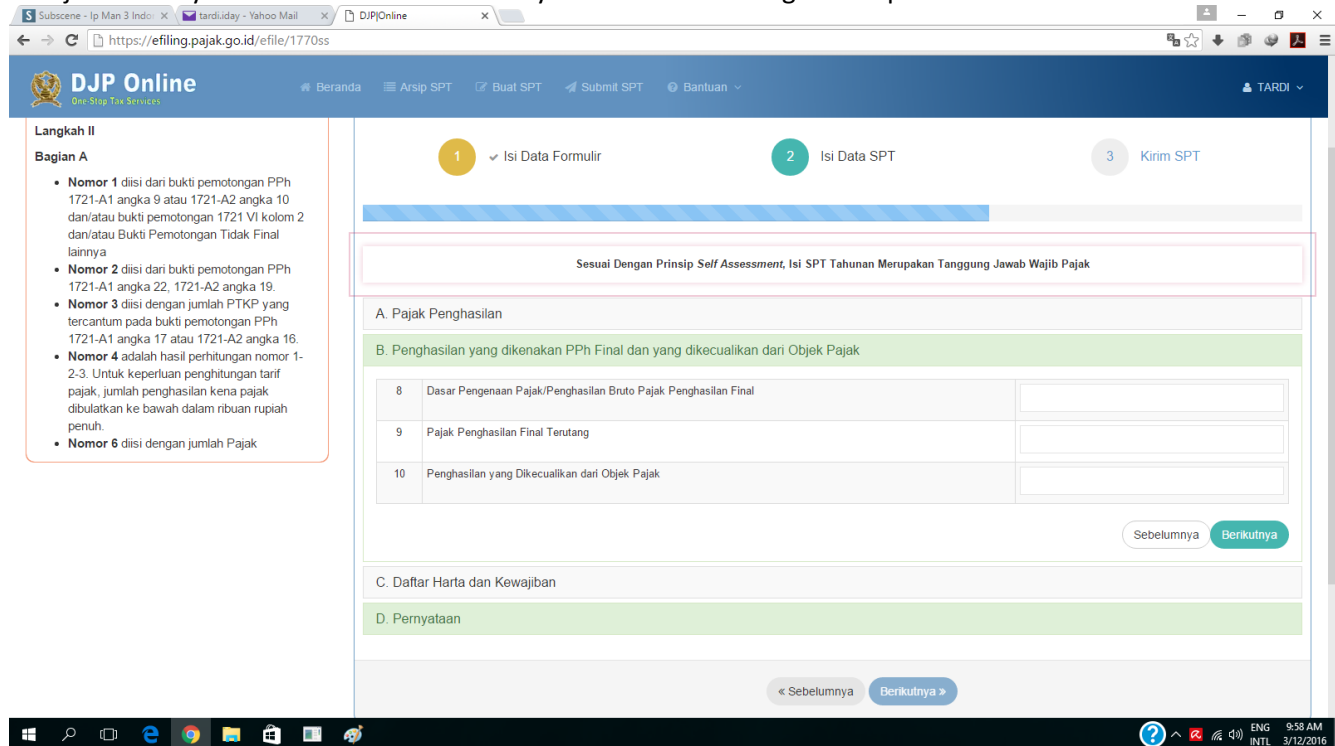 Subscene - Ip Man 3 Indo
tardi.iday - Yahoo Mail
DJP|Online
https://efiling.pajak.go.id/efile/1770ss
DJP Online
One-Stop Tax Services
Beranda
Arsip SPT
Buat SPT
Submit SPT
Bantuan
TARDI
Langkah II
Bagian A
• Nomor 1 diisi dari bukti pemotongan PPh
1721-A1 angka 9 atau 1721-A2 angka 10
dan/atau bukti pemotongan 1721 VI kolom 2
dan/atau Bukti Pemotongan Tidak Final
lainnya
• Nomor 2 diisi dari bukti pemotongan PPh
1721-A1 angka 22, 1721-A2 angka 19.
• Nomor 3 diisi dengan jumlah PTKP yang
tercantum pada bukti pemotongan PPh
1721-A1 angka 17 atau 1721-A2 angka 16.
• Nomor 4 adalah hasil perhitungan nomor 1-
2-3. Untuk keperluan penghitungan tarif
pajak, jumlah penghasilan kena pajak
dibulatkan ke bawah dalam ribuan rupiah
penuh.
• Nomor 6 diisi dengan jumlah Pajak
1 Isi Data Formulir
2 Isi Data SPT
3 Kirim SPT
Sesuai Dengan Prinsip Self Assessment, Isi SPT Tahunan Merupakan Tanggung Jawab Wajib Pajak
A. Pajak Penghasilan
B. Penghasilan yang dikenakan PPh Final dan yang dikecualikan dari Objek Pajak
8 Dasar Pengenaan Pajak/Penghasilan Bruto Pajak Penghasilan Final
9 Pajak Penghasilan Final Terutang
10 Penghasilan yang Dikecualikan dari Objek Pajak
Sebelumnya
Berikutnya
C. Daftar Harta dan Kewajiban
D. Pernyataan
« Sebelumnya
Berikutnya »
ENG
INTL
9:58 AM
3/12/2016